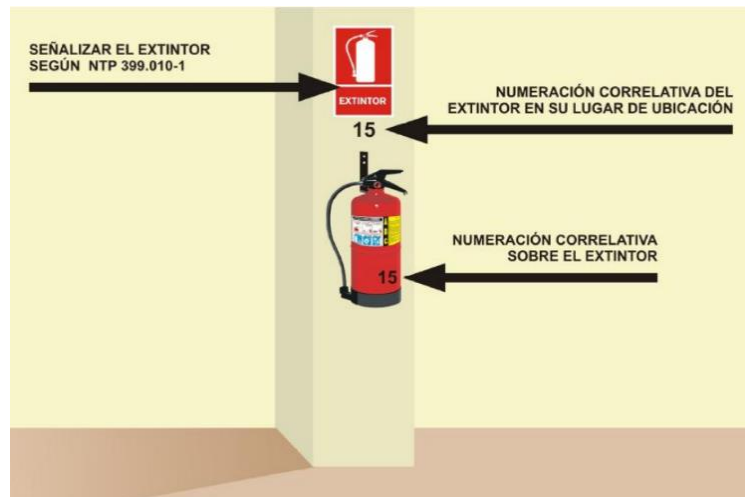 SEÑALIZAR EL EXTINTOR
SEGÚN NTP 399.010-1
EXTINTOR
NUMERACIÓN CORRELATIVA DEL
EXTINTOR EN SU LUGAR DE UBICACIÓN
15
NUMERACIÓN CORRELATIVA
SOBRE EL EXTINTOR
15